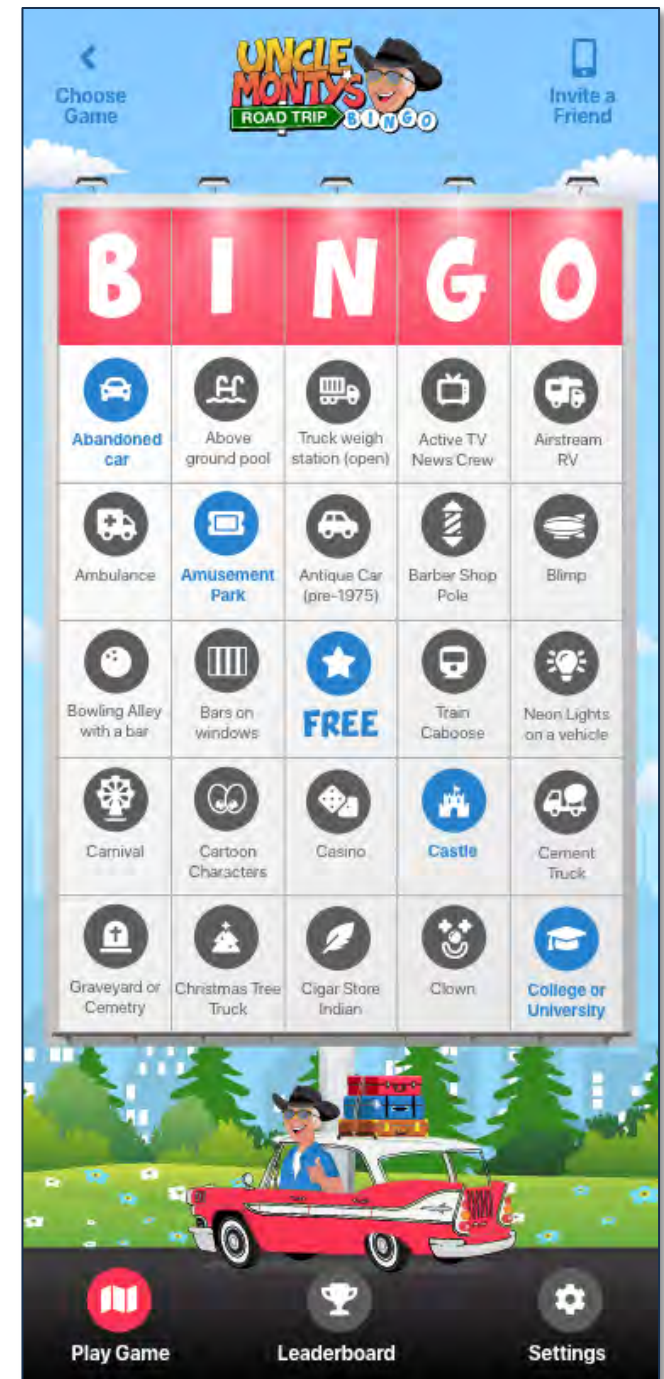 Choose
Game
UNCLE
MONTY'S
ROAD TRIP BINGO
Invite a
Friend
B I N G O
Abandoned
car
Above
ground pool
Truck weigh
station (open)
Active TV
News Crew
Airstream
RV
Ambulance
Amusement
Park
Antique Car
(pre-1975)
Barber Shop
Pole
Blimp
Bowling Alley
with a bar
Bars on
windows
FREE
Train
Caboose
Neon Lights
on a vehicle
Carnival
Cartoon
Characters
Casino
Castle
Cement
Truck
Graveyard or
Cemetry
Christmas Tree
Truck
Cigar Store
Indian
Clown
College or
University
Play Game
Leaderboard
Settings